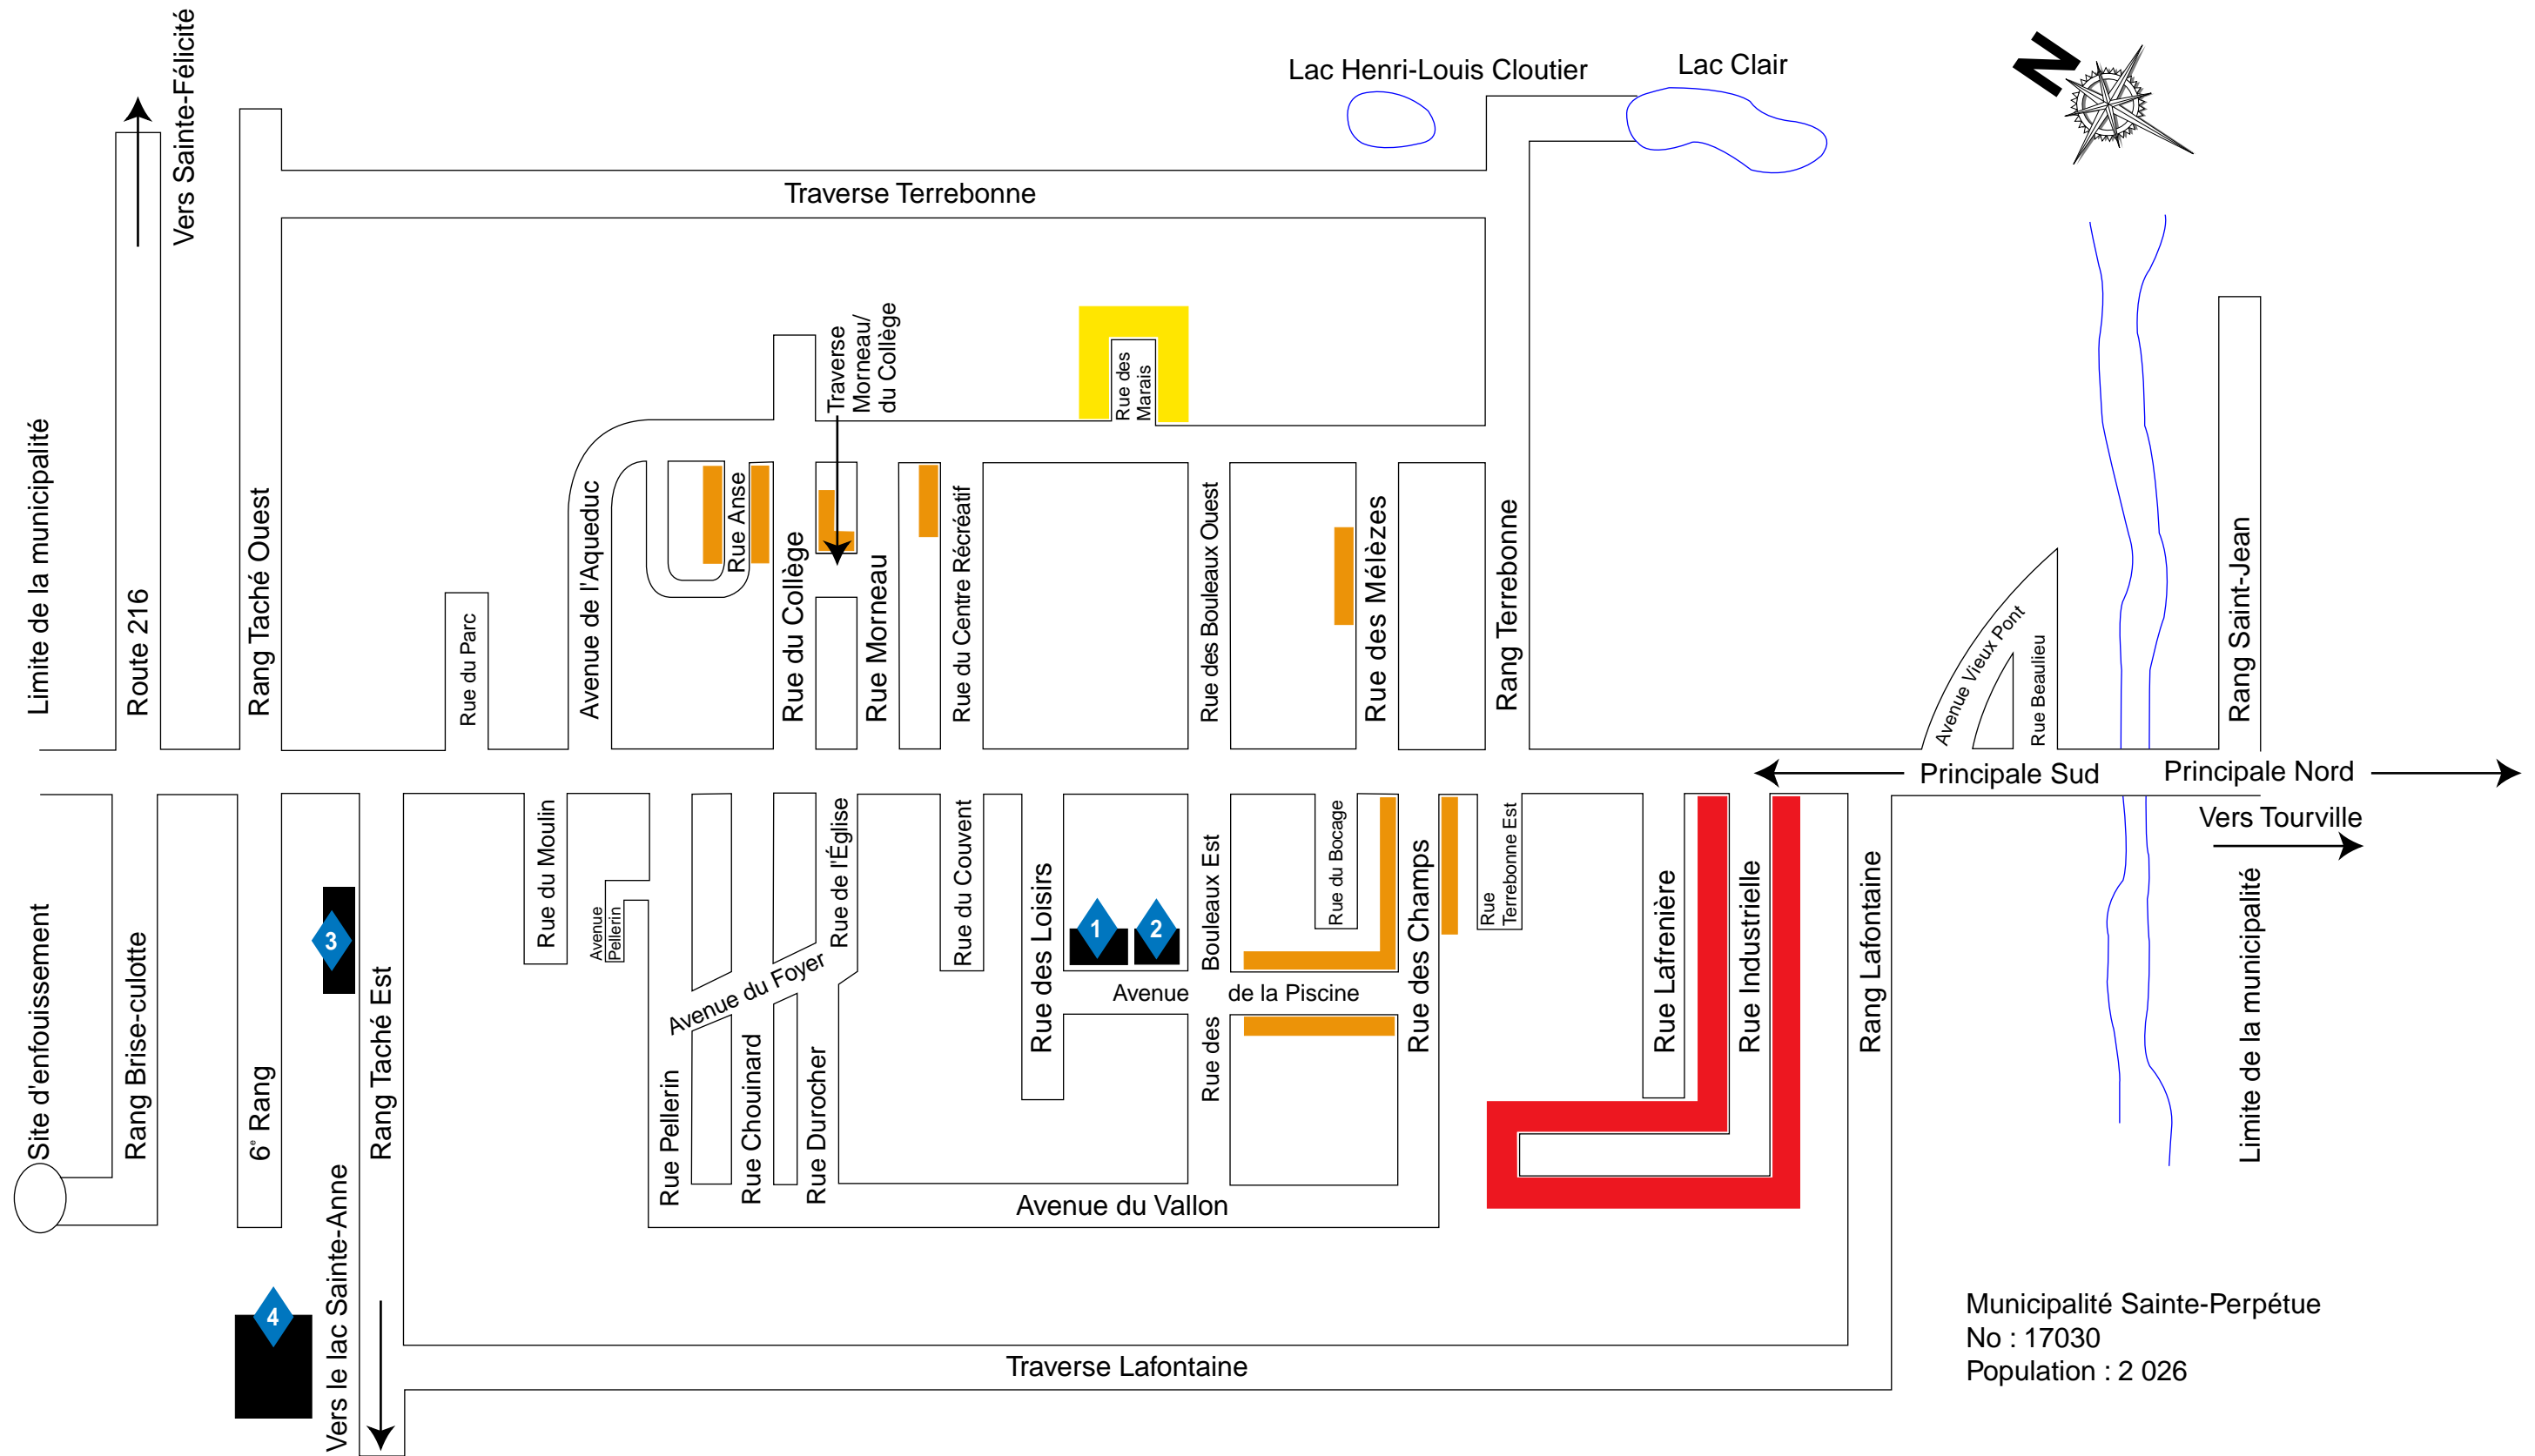 Vers Sainte-Félicité
Lac Henri-Louis Cloutier
Lac Clair
N
Traverse Terrebonne
Limite de la municipalité
Route 216
Rang Taché Ouest
Rue du Parc
Avenue de l'Aqueduc
Rue Anse
Rue du Collège
Traverse
Morneau/
du Collège
Rue Morneau
Rue du Centre Récréatif
Rue des
Marais
Rue des Bouleaux Ouest
Rue des Mélèzes
Rang Terrebonne
Avenue Vieux Pont
Rue Beaulieu
Rang Saint-Jean
Principale Sud
Principale Nord
Vers Tourville
Site d'enfouissement
Rang Brise-culotte
6e Rang
3
Rang Taché Est
Rue du Moulin
Avenue
Pellerin
Rue Pellerin
Avenue du Foyer
Rue Chouinard
Rue de l'Église
Rue Durocher
Rue du Couvent
Rue des Loisirs
1
2
Rue des Bouleaux Est
Avenue de la Piscine
Rue du Bocage
Rue des Champs
Rue
Terrebonne Est
Rue Lafrenière
Rue Industrielle
Rang Lafontaine
Limite de la municipalité
Avenue du Vallon
4
Vers le lac Sainte-Anne
Traverse Lafontaine
Municipalité Sainte-Perpétue
No : 17030
Population : 2 026